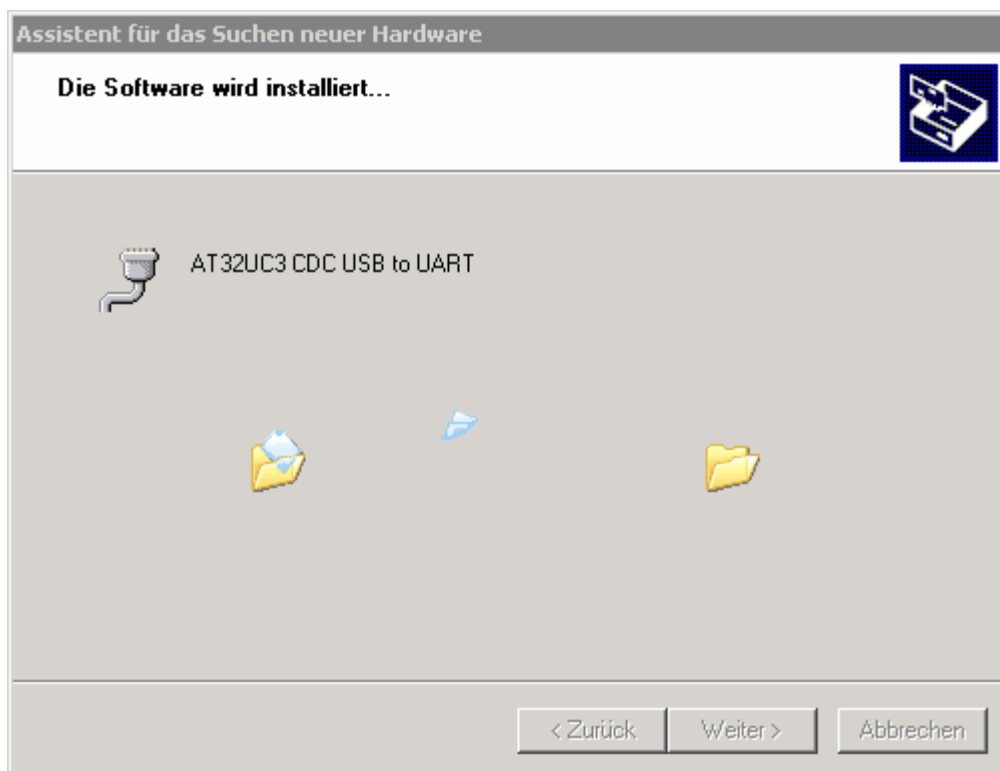 Assistent für das Suchen neuer Hardware
Die Software wird installiert...
AT32UC3 CDC USB to UART
< Zurück
Weiter >
Abbrechen